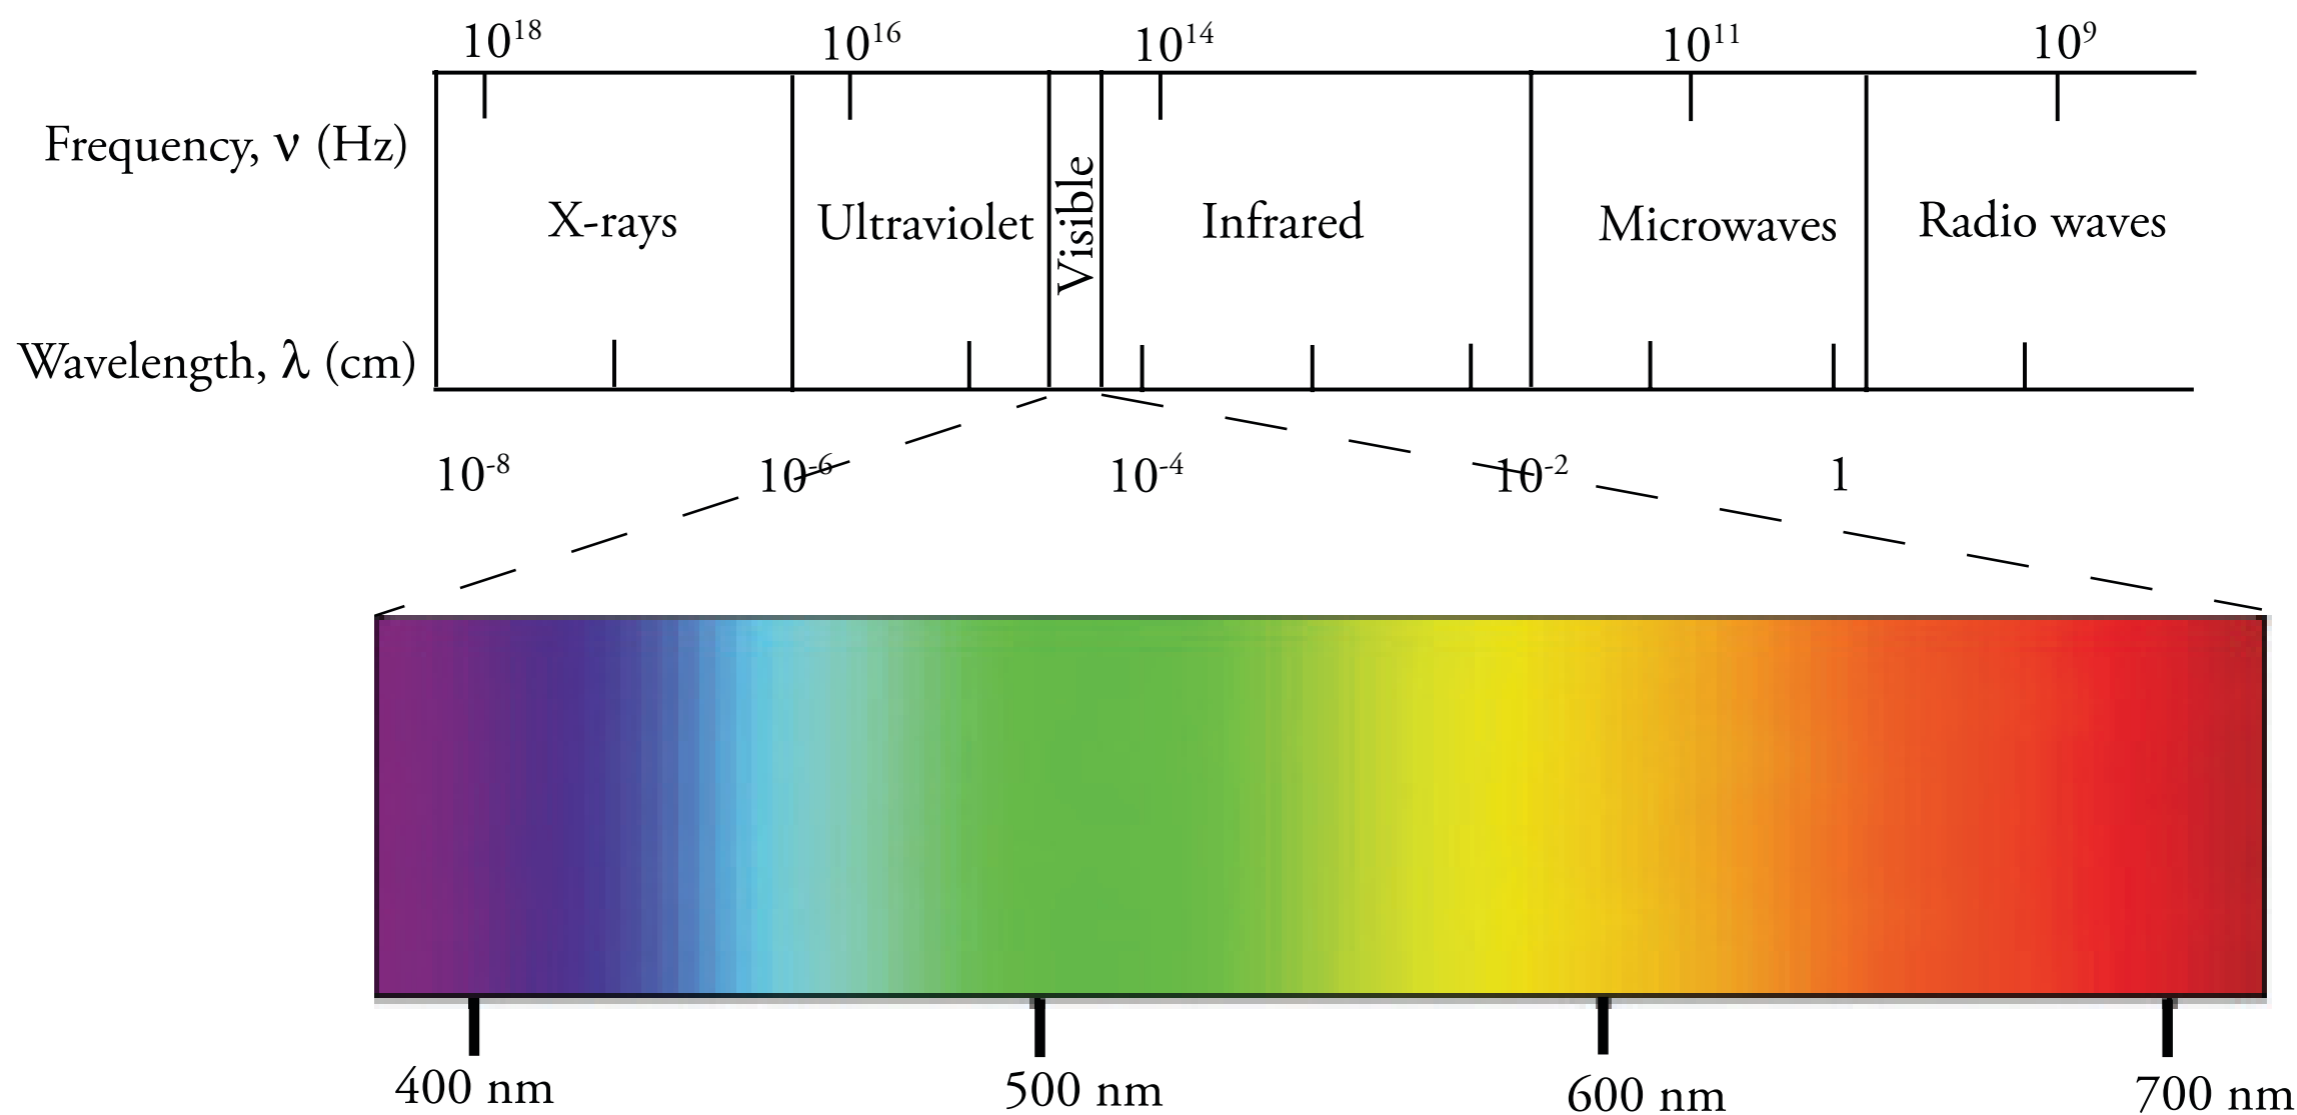 10¹⁸ 10¹⁶ 10¹⁴ 10¹¹ 10⁹
Frequency, ν (Hz)
X-rays Ultraviolet Visible Infrared Microwaves Radio waves
Wavelength, λ (cm)
10⁻⁸ 10⁻⁶ 10⁻⁴ 10⁻² 1
400 nm 500 nm 600 nm 700 nm